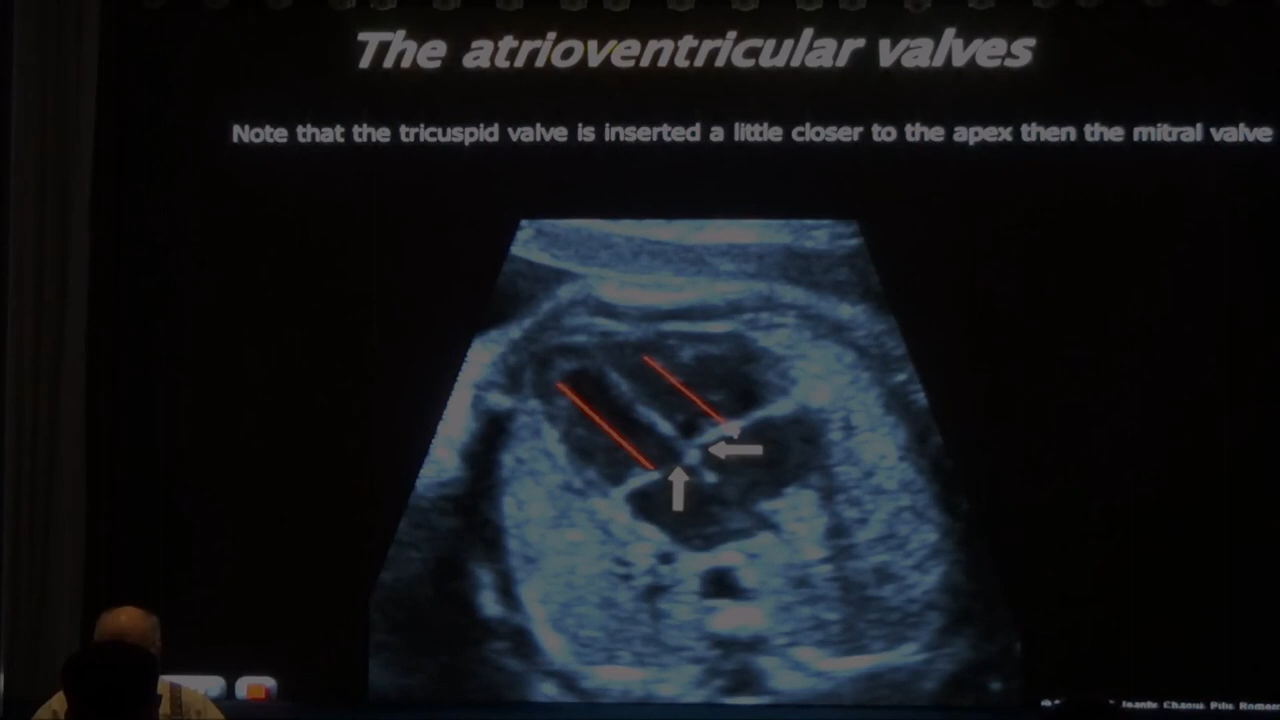 The atrioventricular valves
Note that the tricuspid valve is inserted a little closer to the apex then the mitral valve